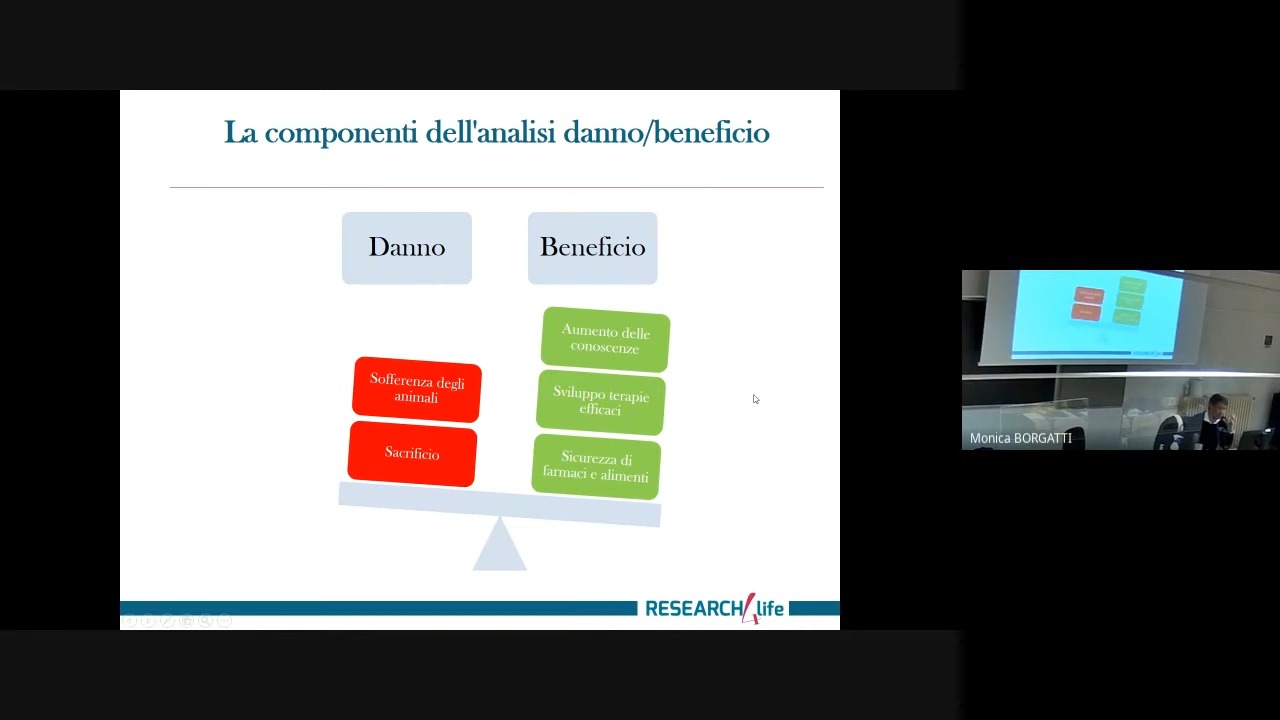 La componenti dell'analisi danno/beneficio
Danno
Beneficio
Sofferenza degli
animali
Sacrificio
Aumento delle
conoscenze
Sviluppo terapie
efficaci
Sicurezza di
farmaci e alimenti
RESEARCH4life
Monica BORGATTI